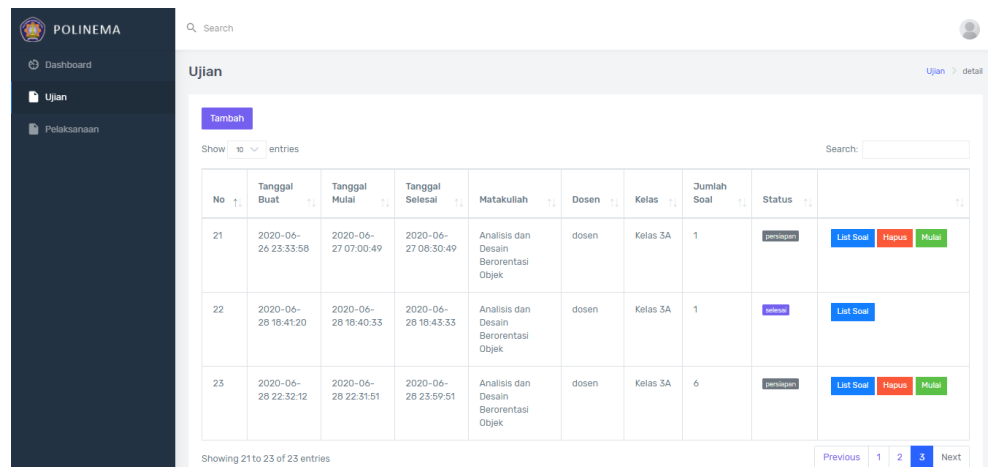 POLINEMA
Search
Dashboard
Ujian
Pelaksanaan
Ujian
Ujian > detail
Tambah
Show 10 entries
Search:
No Tanggal Buat Tanggal Mulai Tanggal Selesai Matakuliah Dosen Kelas Jumlah Soal Status
21 2020-06-26 23:33:58 2020-06-27 07:00:49 2020-06-27 08:30:49 Analisis dan Desain Berorentasi Objek dosen Kelas 3A 1 persiapan List Soal Hapus Mulai
22 2020-06-28 18:41:20 2020-06-28 18:40:33 2020-06-28 18:43:33 Analisis dan Desain Berorentasi Objek dosen Kelas 3A 1 selesai List Soal
23 2020-06-28 22:32:12 2020-06-28 22:31:51 2020-06-28 23:59:51 Analisis dan Desain Berorentasi Objek dosen Kelas 3A 6 persiapan List Soal Hapus Mulai
Showing 21 to 23 of 23 entries
Previous 1 2 3 Next